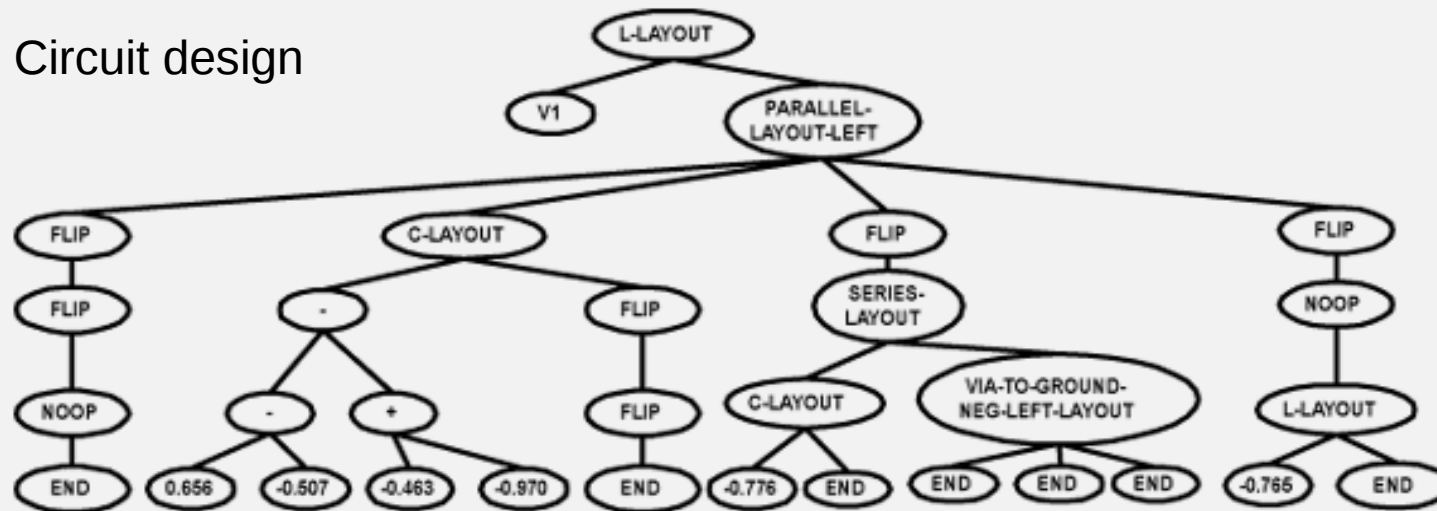 Circuit design
L-LAYOUT
V1
PARALLEL-
LAYOUT-LEFT
FLIP
C-LAYOUT
FLIP
FLIP
FLIP
-
FLIP
SERIES-
LAYOUT
NOOP
NOOP
-
+
FLIP
C-LAYOUT
VIA-TO-GROUND-
NEG-LEFT-LAYOUT
L-LAYOUT
END
0.656
-0.507
-0.463
-0.970
END
-0.776
END
END
END
END
-0.765
END